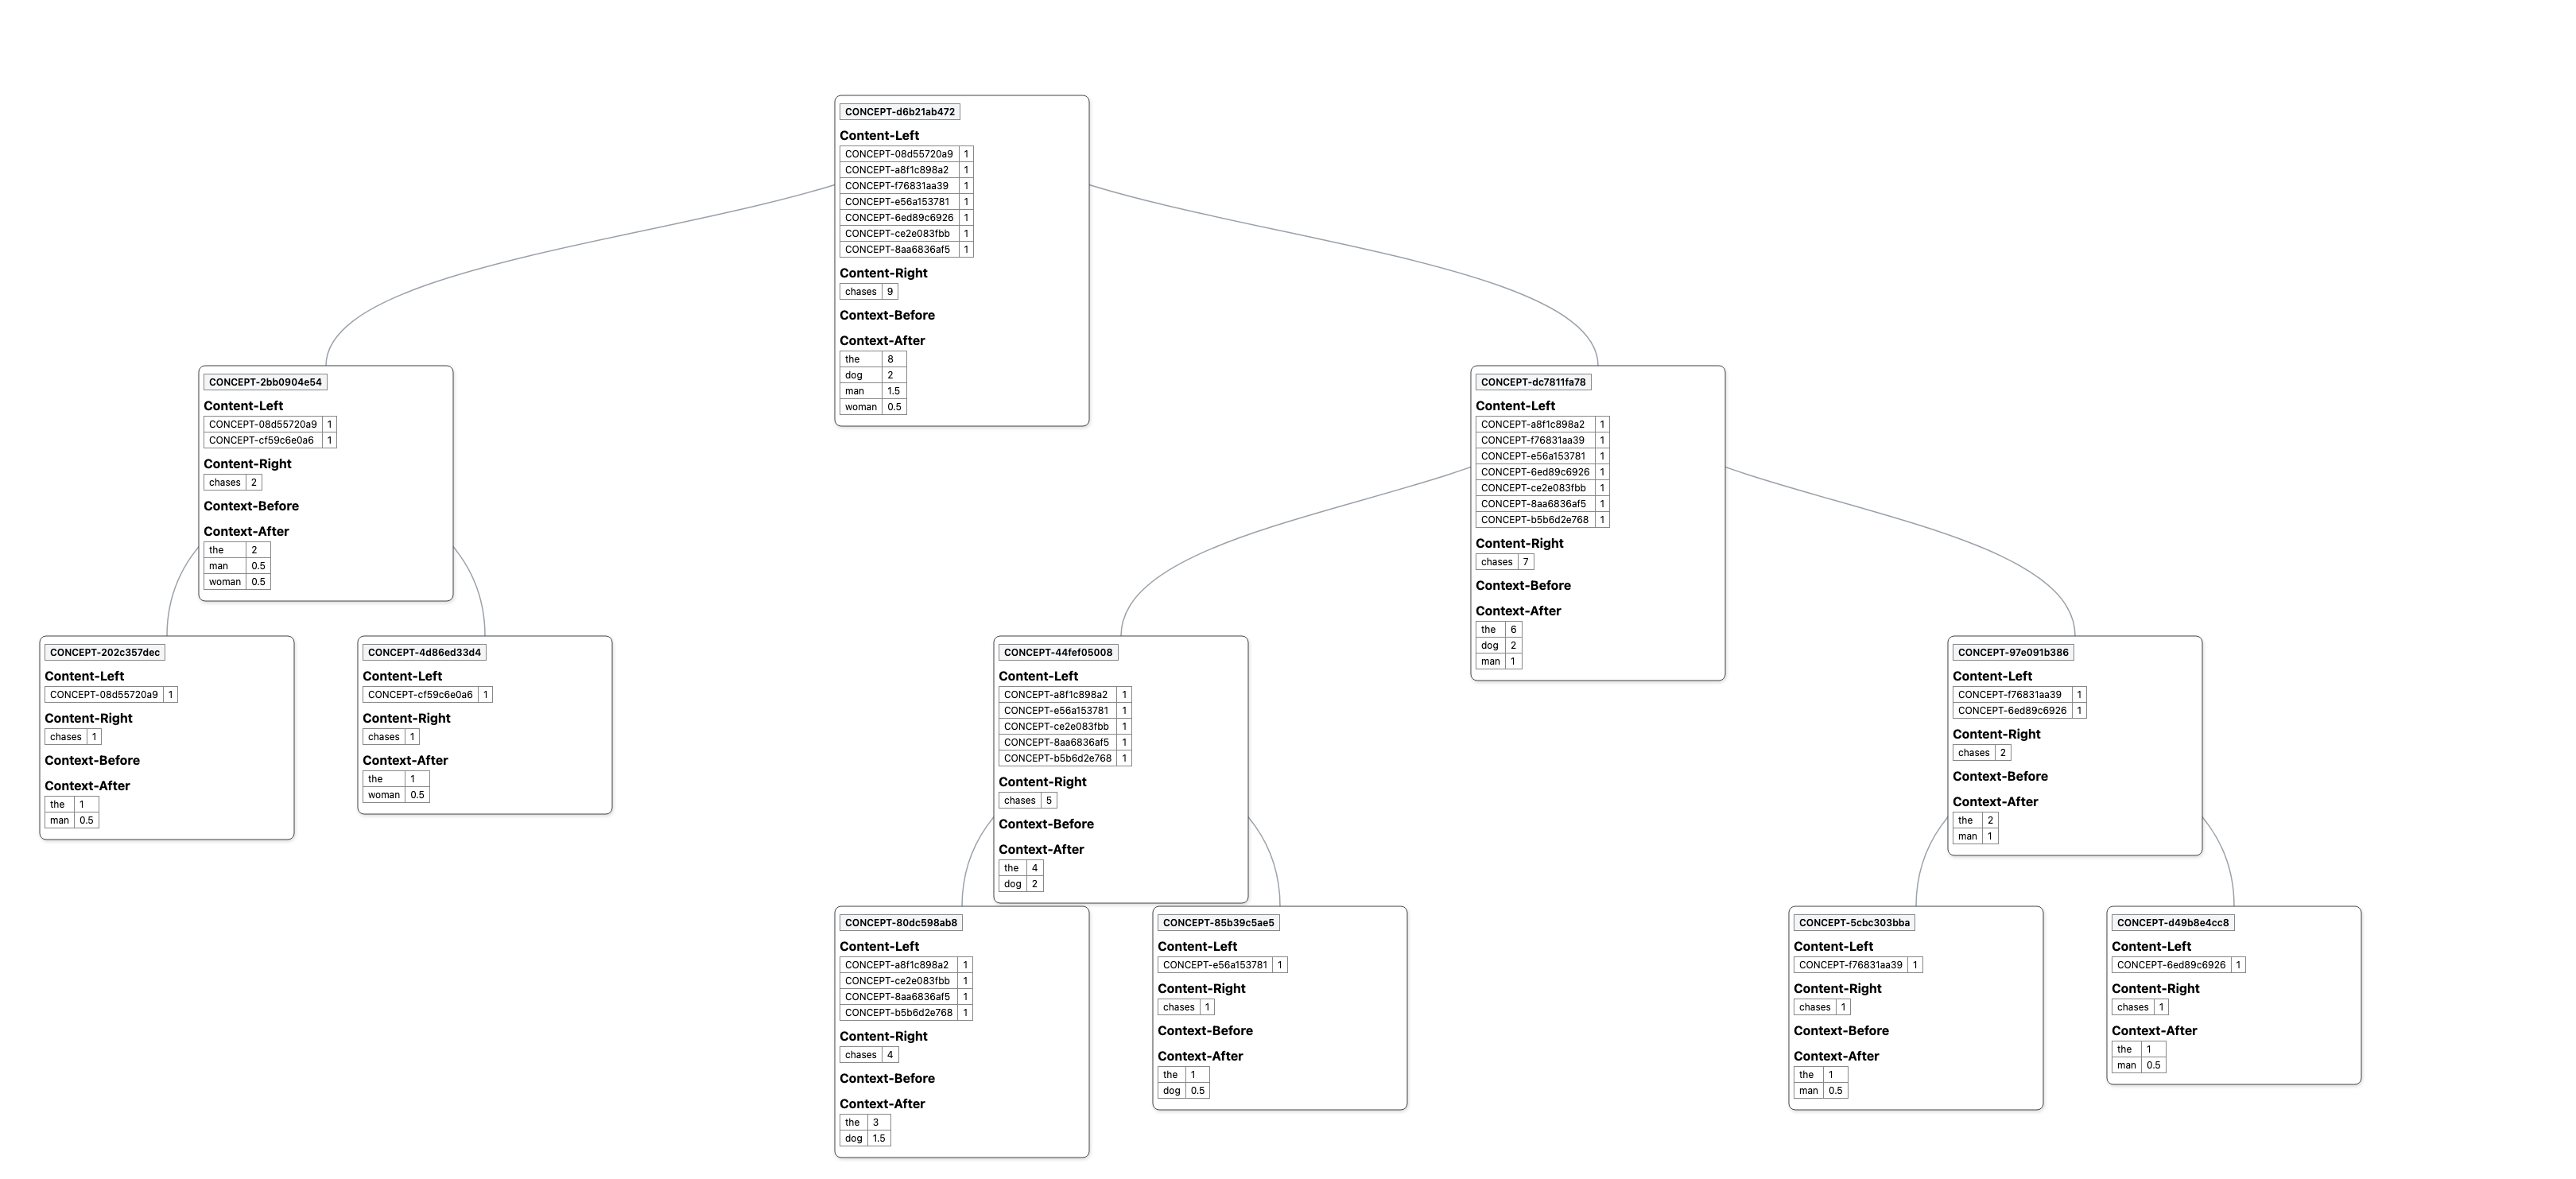 CONCEPT-d6b21ab472
Content-Left
CONCEPT-08d55720a9 1
CONCEPT-a8f1c898a2 1
CONCEPT-f76831aa39 1
CONCEPT-e56a153781 1
CONCEPT-6ed89c6926 1
CONCEPT-ce2e083fbb 1
CONCEPT-8aa6836af5 1
Content-Right
chases 9
Context-Before
Context-After
the 8
dog 2
man 1.5
woman 0.5
CONCEPT-2bb0904e54
Content-Left
CONCEPT-08d55720a9 1
CONCEPT-cf59c6e0a6 1
Content-Right
chases 2
Context-Before
Context-After
the 2
man 0.5
woman 0.5
CONCEPT-dc7811fa78
Content-Left
CONCEPT-a8f1c898a2 1
CONCEPT-f76831aa39 1
CONCEPT-e56a153781 1
CONCEPT-6ed89c6926 1
CONCEPT-ce2e083fbb 1
CONCEPT-8aa6836af5 1
CONCEPT-b5b6d2e768 1
Content-Right
chases 7
Context-Before
Context-After
the 6
dog 2
man 1
CONCEPT-202c357dec
Content-Left
CONCEPT-08d55720a9 1
Content-Right
chases 1
Context-Before
Context-After
the 1
man 0.5
CONCEPT-4d86ed33d4
Content-Left
CONCEPT-cf59c6e0a6 1
Content-Right
chases 1
Context-After
the 1
woman 0.5
CONCEPT-44fef05008
Content-Left
CONCEPT-a8f1c898a2 1
CONCEPT-e56a153781 1
CONCEPT-ce2e083fbb 1
CONCEPT-8aa6836af5 1
CONCEPT-b5b6d2e768 1
Content-Right
chases 5
Context-Before
Context-After
the 4
dog 2
CONCEPT-97e091b386
Content-Left
CONCEPT-f76831aa39 1
CONCEPT-6ed89c6926 1
Content-Right
chases 2
Context-Before
Context-After
the 2
man 1
CONCEPT-80dc598ab8
Content-Left
CONCEPT-a8f1c898a2 1
CONCEPT-ce2e083fbb 1
CONCEPT-8aa6836af5 1
CONCEPT-b5b6d2e768 1
Content-Right
chases 4
Context-Before
Context-After
the 3
dog 1.5
CONCEPT-85b39c5ae5
Content-Left
CONCEPT-e56a153781 1
Content-Right
chases 1
Context-Before
Context-After
the 1
dog 0.5
CONCEPT-5cbc303bba
Content-Left
CONCEPT-f76831aa39 1
Content-Right
chases 1
Context-Before
Context-After
the 1
man 0.5
CONCEPT-d49b8e4cc8
Content-Left
CONCEPT-6ed89c6926 1
Content-Right
chases 1
Context-After
the 1
man 0.5